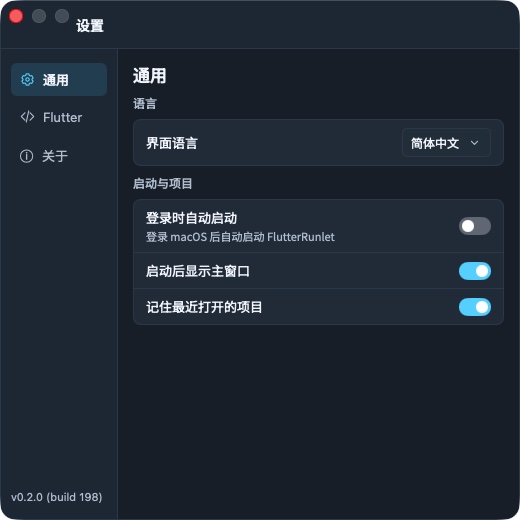 设置
通用
Flutter
关于
v0.2.0 (build 198)
通用
语言
界面语言
简体中文
启动与项目
登录时自动启动
登录 macOS 后自动启动 FlutterRunlet
启动后显示主窗口
记住最近打开的项目